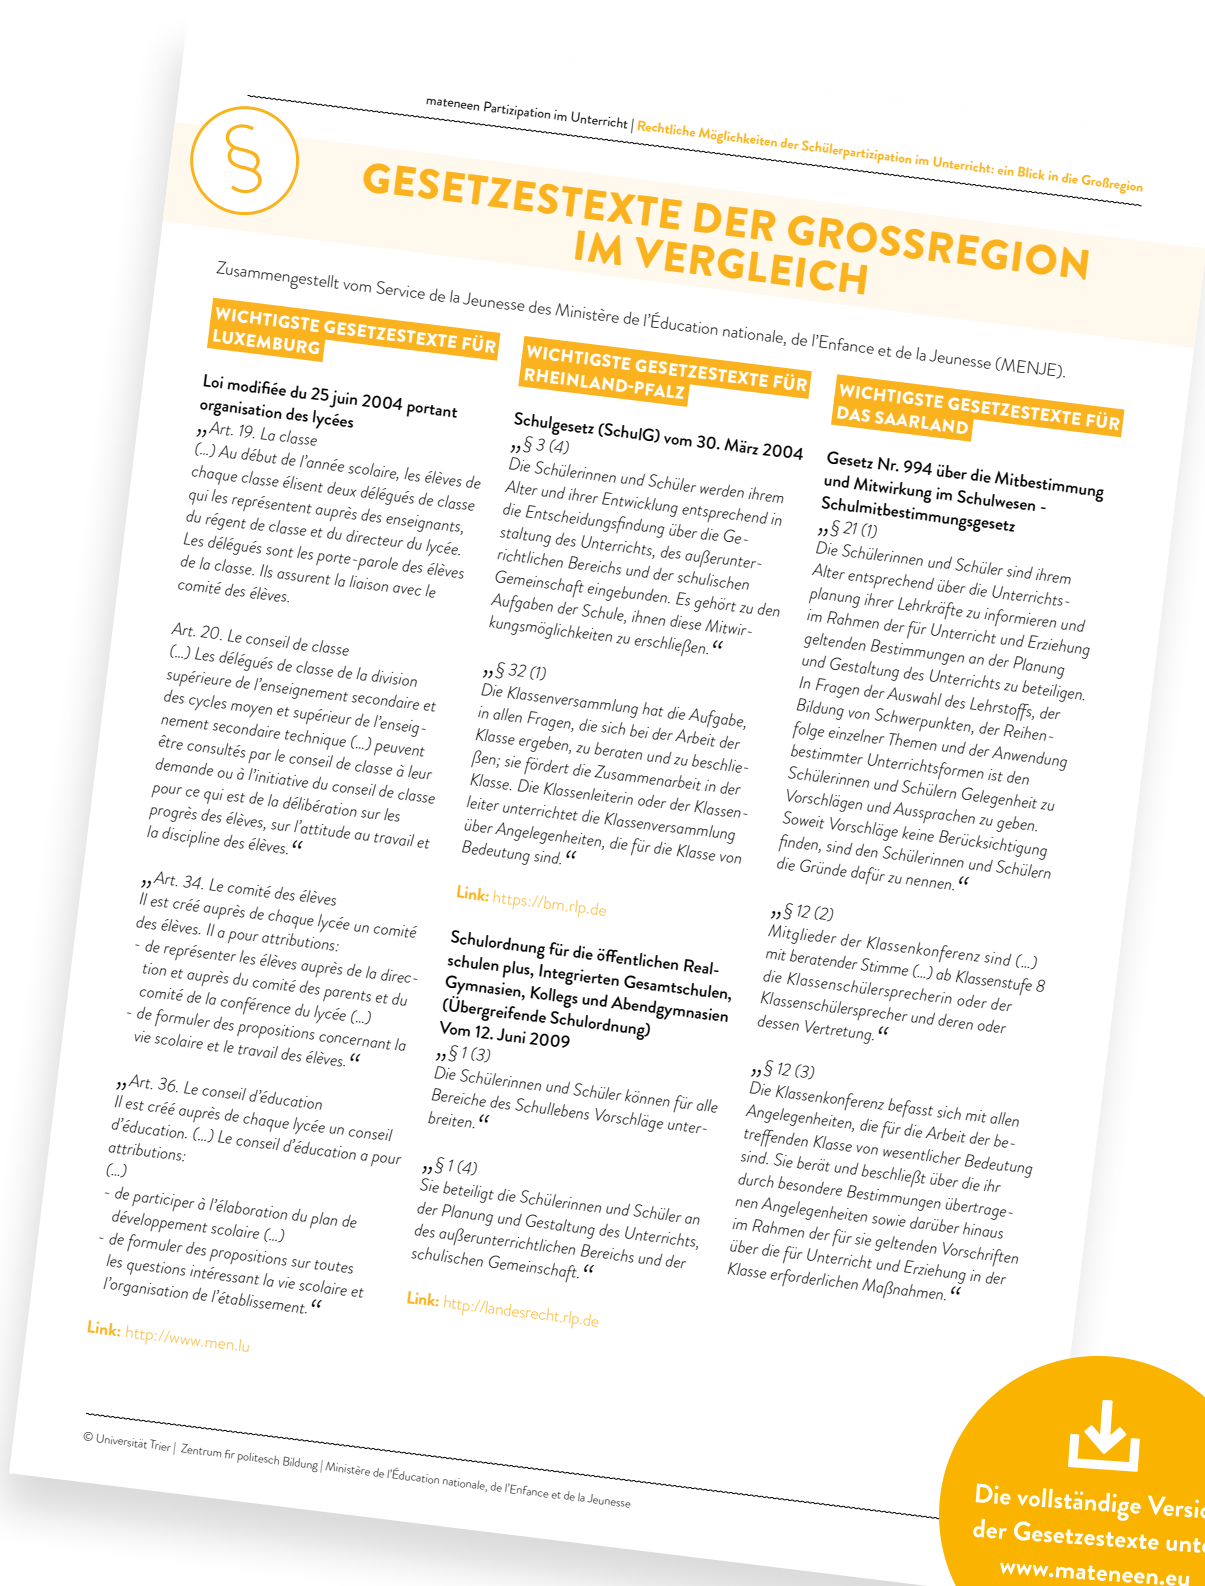 mateneen Partizipation im Unterricht | Rechtliche Möglichkeiten der Schülerpartizipation im Unterricht: ein Blick in die Großregion
§
GESETZESTEXTE DER GROSSREGION
IM VERGLEICH
Zusammengestellt vom Service de la Jeunesse des Ministère de l'Éducation nationale, de l'Enfance et de la Jeunesse (MENJE).
WICHTIGSTE GESETZESTEXTE FÜR
LUXEMBURG
Loi modifiée du 25 juin 2004 portant
organisation des lycées
„Art. 19. La classe
(...) Au début de l'année scolaire, les élèves de
chaque classe élisent deux délégués de classe
qui les représentent auprès des enseignants,
du régent de classe et du directeur du lycée.
Les délégués sont les porte-parole des élèves
de la classe. Ils assurent la liaison avec le
comité des élèves.
Art. 20. Le conseil de classe
(...) Les délégués de classe de la division
supérieure de l'enseignement secondaire et
des cycles moyen et supérieur de l'enseig-
nement secondaire technique (...) peuvent
être consultés par le conseil de classe à leur
demande ou à l'initiative du conseil de classe
pour ce qui est de la délibération sur les
progrès des élèves, sur l'attitude au travail et
la discipline des élèves.“
„Art. 34. Le comité des élèves
Il est créé auprès de chaque lycée un comité
des élèves. Il a pour attributions:
- de représenter les élèves auprès de la direc-
tion et auprès du comité des parents et du
comité de la conférence du lycée (...)
- de formuler des propositions concernant la
vie scolaire et le travail des élèves.“
„Art. 36. Le conseil d'éducation
Il est créé auprès de chaque lycée un conseil
d'éducation. (...) Le conseil d'éducation a pour
attributions:
(...)
- de participer à l'élaboration du plan de
développement scolaire (...)
- de formuler des propositions sur toutes
les questions intéressant la vie scolaire et
l'organisation de l'établissement.“
Link: http://www.men.lu
WICHTIGSTE GESETZESTEXTE FÜR
RHEINLAND-PFALZ
Schulgesetz (SchulG) vom 30. März 2004
„§ 3 (4)
Die Schülerinnen und Schüler werden ihrem
Alter und ihrer Entwicklung entsprechend in
die Entscheidungsfindung über die Ge-
staltung des Unterrichts, des außerunter-
richtlichen Bereichs und der schulischen
Gemeinschaft eingebunden. Es gehört zu den
Aufgaben der Schule, ihnen diese Mitwir-
kungsmöglichkeiten zu erschließen.“
„§ 32 (1)
Die Klassenversammlung hat die Aufgabe,
in allen Fragen, die sich bei der Arbeit der
Klasse ergeben, zu beraten und zu beschlie-
ßen; sie fördert die Zusammenarbeit in der
Klasse. Die Klassenleiterin oder der Klassen-
leiter unterrichtet die Klassenversammlung
über Angelegenheiten, die für die Klasse von
Bedeutung sind.“
Link: https://bm.rlp.de
Schulordnung für die öffentlichen Real-
schulen plus, Integrierten Gesamtschulen,
Gymnasien, Kollegs und Abendgymnasien
(Übergreifende Schulordnung)
Vom 12. Juni 2009
„§ 1 (3)
Die Schülerinnen und Schüler können für alle
Bereiche des Schullebens Vorschläge unter-
breiten.“
„§ 1 (4)
Sie beteiligt die Schülerinnen und Schüler an
der Planung und Gestaltung des Unterrichts,
des außerunterrichtlichen Bereichs und der
schulischen Gemeinschaft.“
Link: http://landesrecht.rlp.de
WICHTIGSTE GESETZESTEXTE FÜR
DAS SAARLAND
Gesetz Nr. 994 über die Mitbestimmung
und Mitwirkung im Schulwesen -
Schulmitbestimmungsgesetz
„§ 21 (1)
Die Schülerinnen und Schüler sind ihrem
Alter entsprechend über die Unterrichts-
planung ihrer Lehrkräfte zu informieren und
im Rahmen der für Unterricht und Erziehung
geltenden Bestimmungen an der Planung
und Gestaltung des Unterrichts zu beteiligen.
In Fragen der Auswahl des Lehrstoffs, der
Bildung von Schwerpunkten, der Reihen-
folge einzelner Themen und der Anwendung
bestimmter Unterrichtsformen ist den
Schülerinnen und Schülern Gelegenheit zu
Vorschlägen und Aussprachen zu geben.
Soweit Vorschläge keine Berücksichtigung
finden, sind den Schülerinnen und Schülern
die Gründe dafür zu nennen.“
„§ 12 (2)
Mitglieder der Klassenkonferenz sind (...)
mit beratender Stimme (...) ab Klassenstufe 8
die Klassenschülersprecherin oder der
Klassenschülersprecher und deren oder
dessen Vertretung.“
„§ 12 (3)
Die Klassenkonferenz befasst sich mit allen
Angelegenheiten, die für die Arbeit der be-
treffenden Klasse von wesentlicher Bedeutung
sind. Sie berät und beschließt über die ihr
durch besondere Bestimmungen übertrage-
nen Angelegenheiten sowie darüber hinaus
im Rahmen der für sie geltenden Vorschriften
über die für Unterricht und Erziehung in der
Klasse erforderlichen Maßnahmen.“
© Universität Trier | Zentrum fir politesch Bildung | Ministère de l'Éducation nationale, de l'Enfance et de la Jeunesse
Die vollständige Versio
der Gesetzestexte unte
www.mateneen.eu